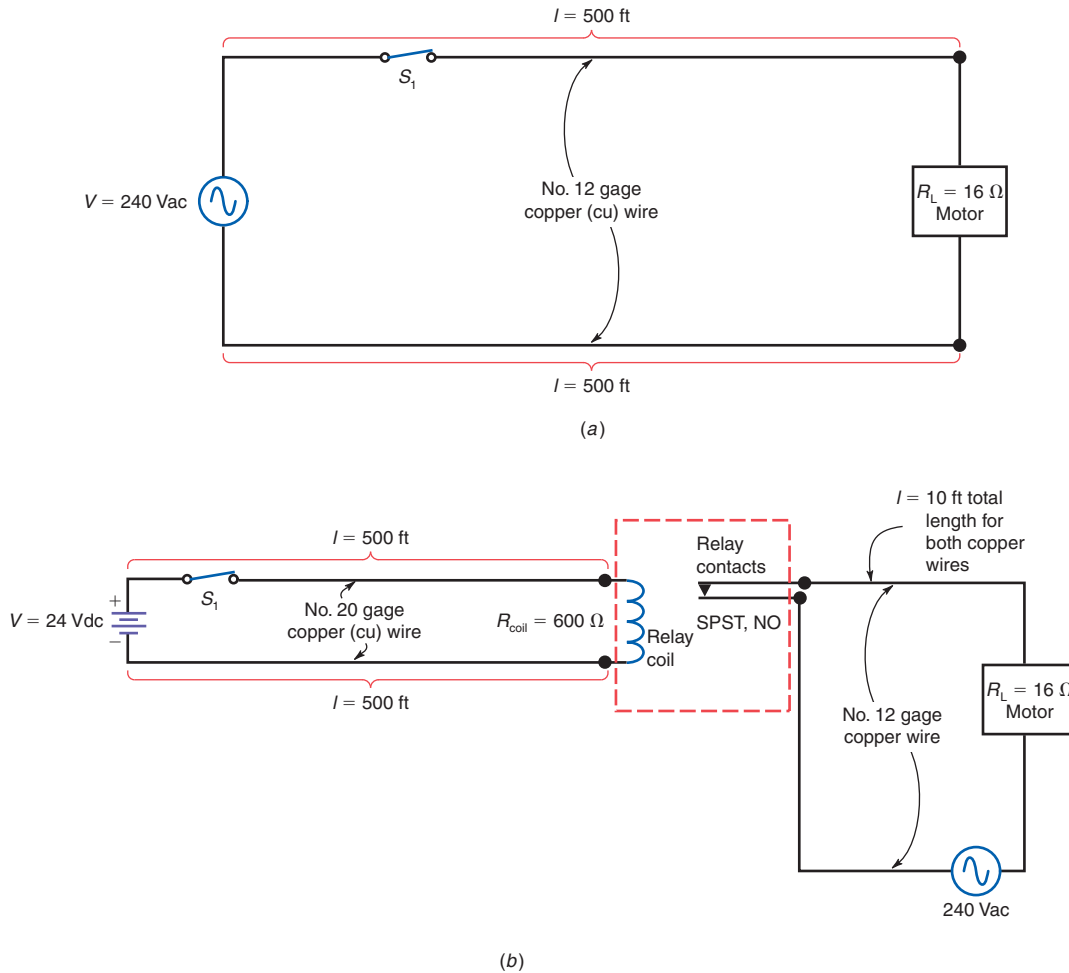 l = 500 ft
S1
V = 240 Vac
No. 12 gage
copper (cu) wire
RL = 16 Ω
Motor
l = 500 ft
(a)
l = 10 ft total
length for
both copper
wires
l = 500 ft
Relay
contacts
+
S1
V = 24 Vdc
−
No. 20 gage
copper (cu) wire
Rcoil = 600 Ω
SPST, NO
Relay
coil
RL = 16 Ω
Motor
l = 500 ft
No. 12 gage
copper wire
240 Vac
(b)